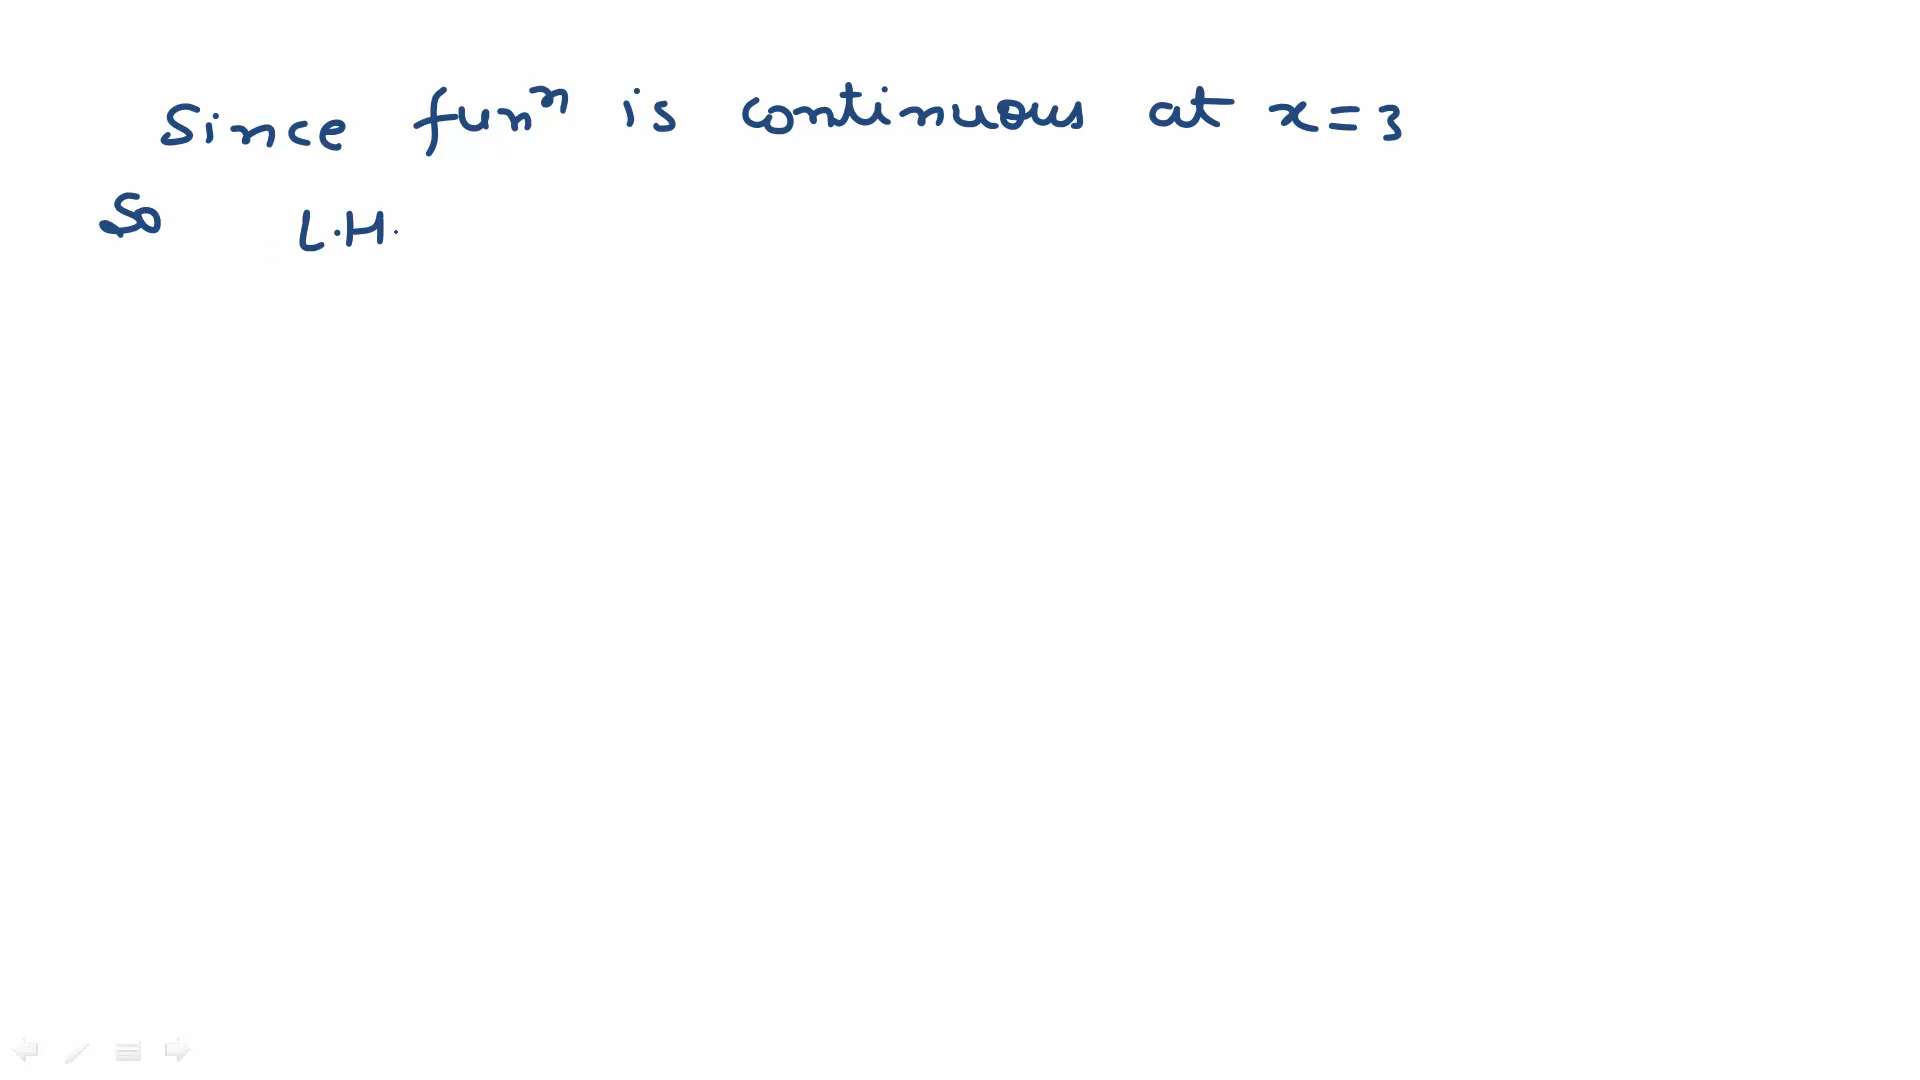 Since funⁿ is continuous at x=3
So L.H.